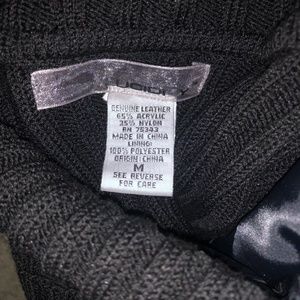 GENUINE LEATHER
65% ACRYLIC
35% NYLON
RN 75343
MADE IN CHINA
LINING:
100% POLYESTER
ORIGIN:CHINA
M
SEE REVERSE
FOR CARE